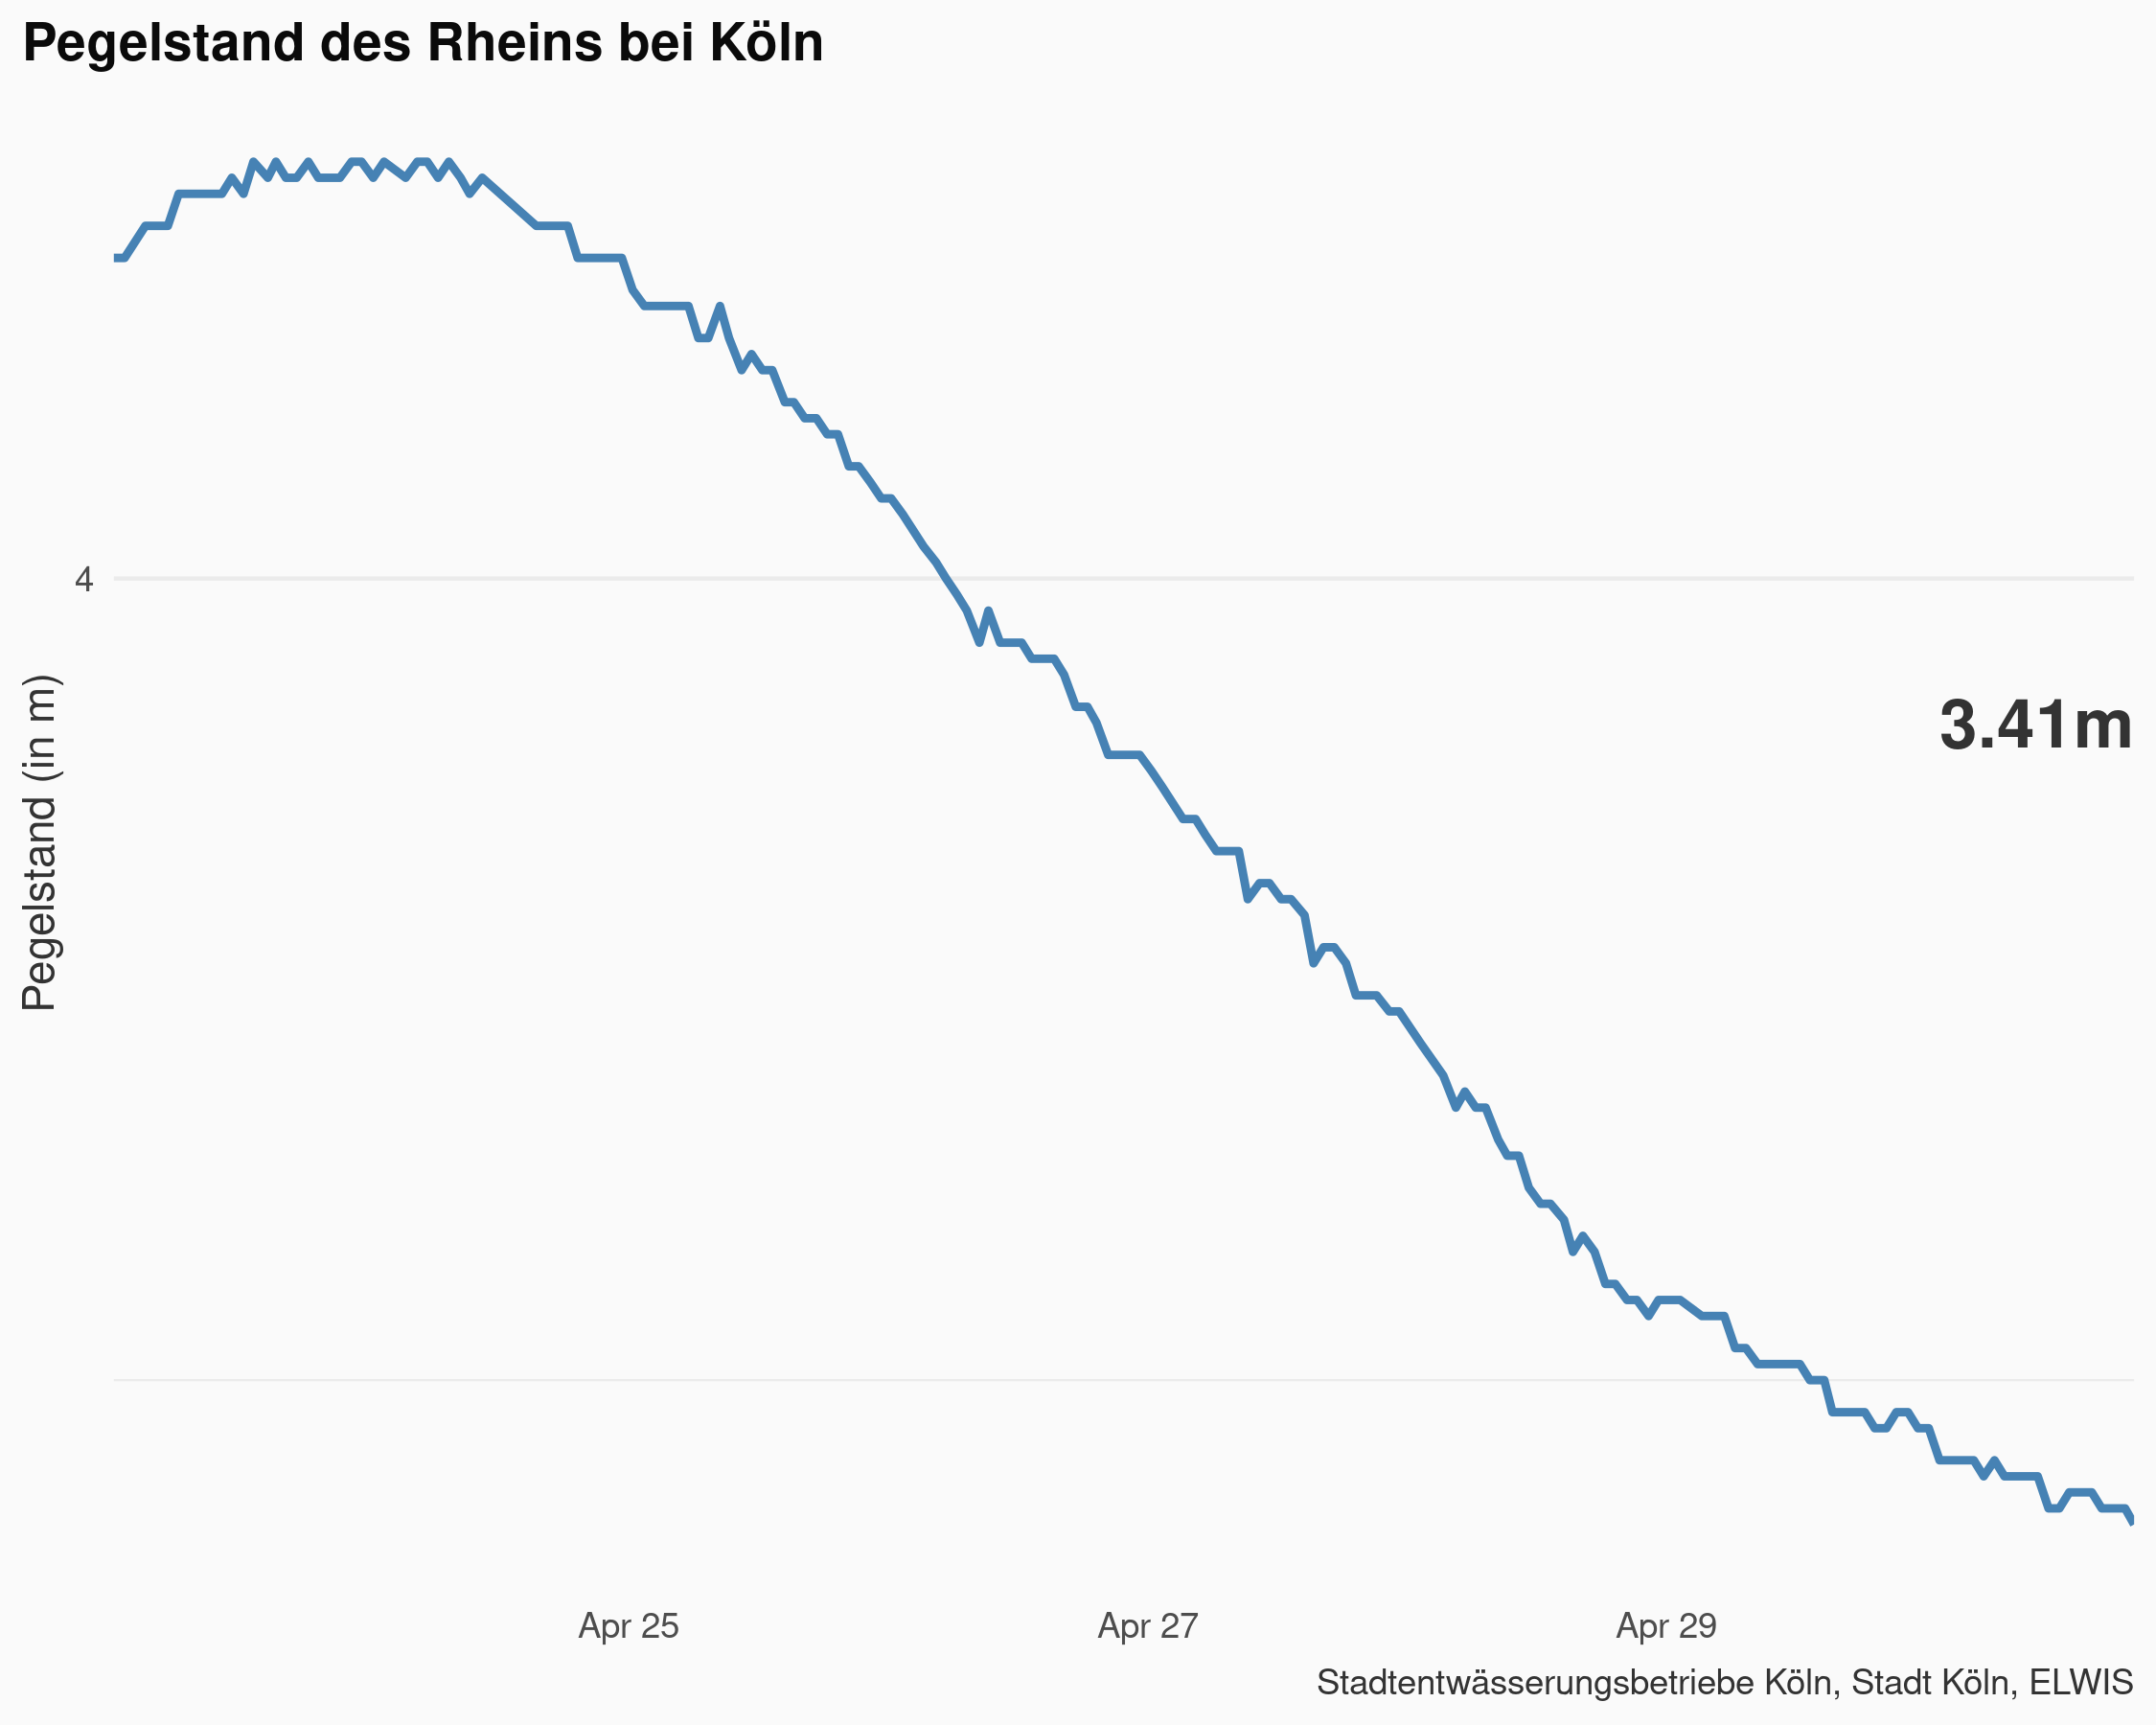 Pegelstand des Rheins bei Köln
4
Pegelstand (in m)
3.41m
Apr 25
Apr 27
Apr 29
Stadtentwässerungsbetriebe Köln, Stadt Köln, ELWIS